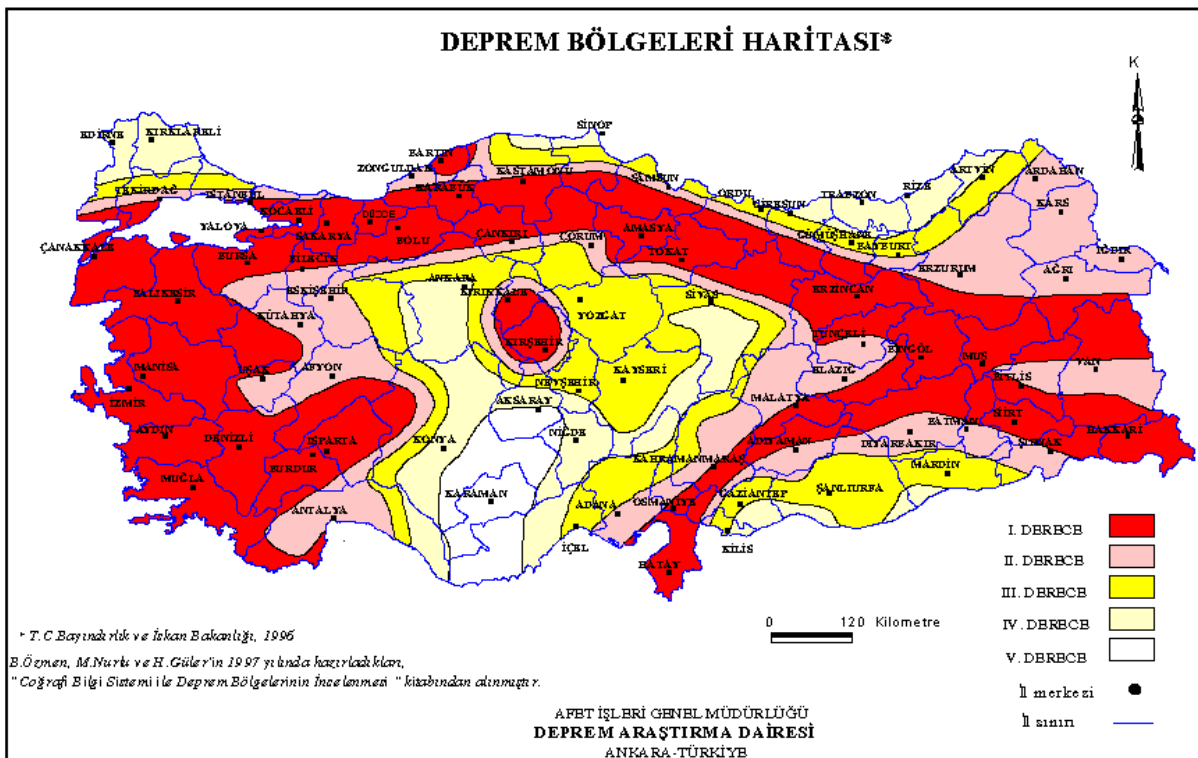 DEPREM BÖLGELERİ HARİTASI*
K
SİNOP
EDİRNE
KIRKLARELİ
BARTIN
ZONGULDAK
KASTAMONU
KARABÜK
SAMSUN
ORDU
GİRESUN
TRABZON
RİZE
ARTVİN
ARDAHAN
KARS
TEKİRDAĞ
İSTANBUL
KOCAELİ
YALOVA
SAKARYA
DÜZCE
BOLU
ÇANKIRI
ÇORUM
AMASYA
TOKAT
GÜMÜŞHANE
BAYBURT
IĞDIR
ÇANAKKALE
BURSA
BİLECİK
ERZURUM
AĞRI
ANKARA
KIRIKKALE
BALIKESİR
ESKİŞEHİR
KÜTAHYA
YOZGAT
SİVAS
ERZİNCAN
KIRŞEHİR
TUNCELİ
BİNGÖL
MUŞ
VAN
MANİSA
UŞAK
AFYON
NEVŞEHİR
KAYSERİ
ELAZIĞ
BİTLİS
İZMİR
AKSARAY
MALATYA
SİİRT
AYDIN
DENİZLİ
ISPARTA
KONYA
NİĞDE
ADIYAMAN
DİYARBAKIR
BATMAN
ŞIRNAK
HAKKARİ
BURDUR
KAHRAMANMARAŞ
MARDİN
MUĞLA
KARAMAN
ADANA
OSMANİYE
GAZİANTEP
ŞANLIURFA
ANTALYA
İÇEL
KİLİS
HATAY
I. DERECE
II. DERECE
III. DERECE
IV. DERECE
V. DERECE
İl merkezi
İl sınırı
0 120 Kilometre
* T.C.Bayındırlık ve İskan Bakanlığı, 1996
B.Özmen, M.Nurlu ve H.Güler'in 1997 yılında hazırladıkları,
"Coğrafi Bilgi Sistemi ile Deprem Bölgelerinin İncelenmesi" kitabından alınmıştır.
AFET İŞLERİ GENEL MÜDÜRLÜĞÜ
DEPREM ARAŞTIRMA DAİRESİ
ANKARA-TÜRKİYE